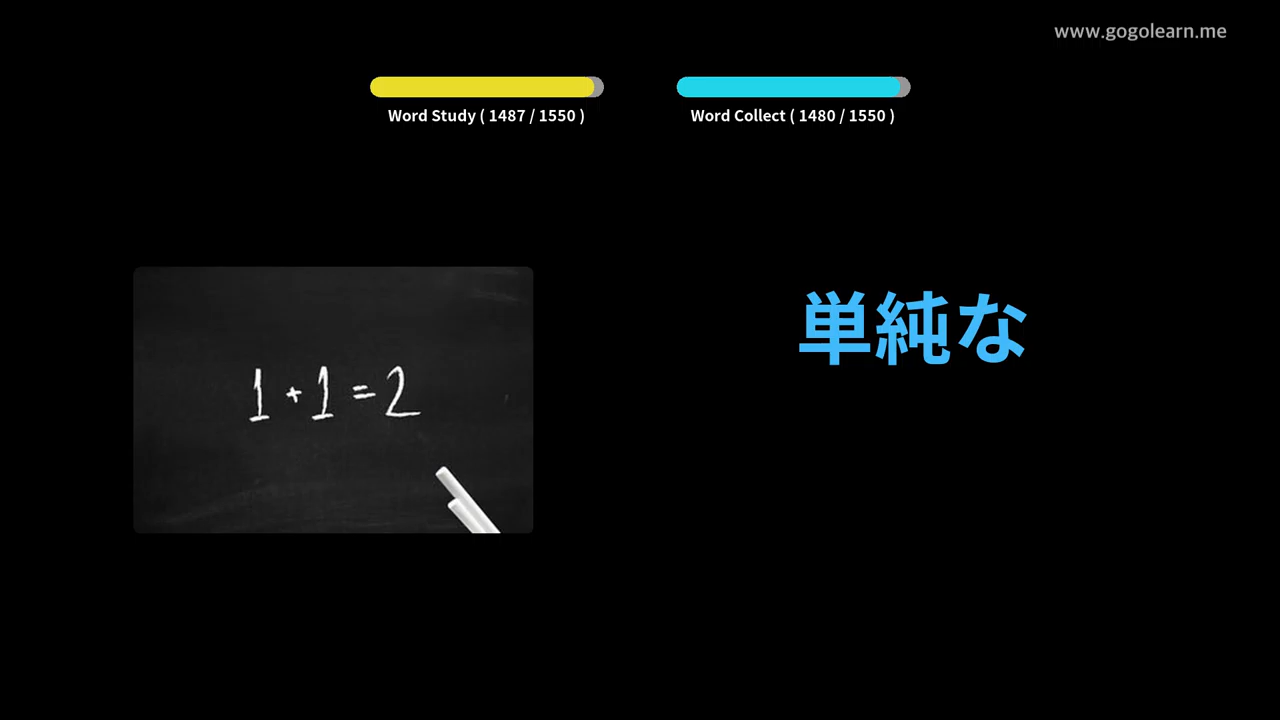 www.gogolearn.me
Word Study ( 1487 / 1550 )
Word Collect ( 1480 / 1550 )
1 + 1 = 2
単純な